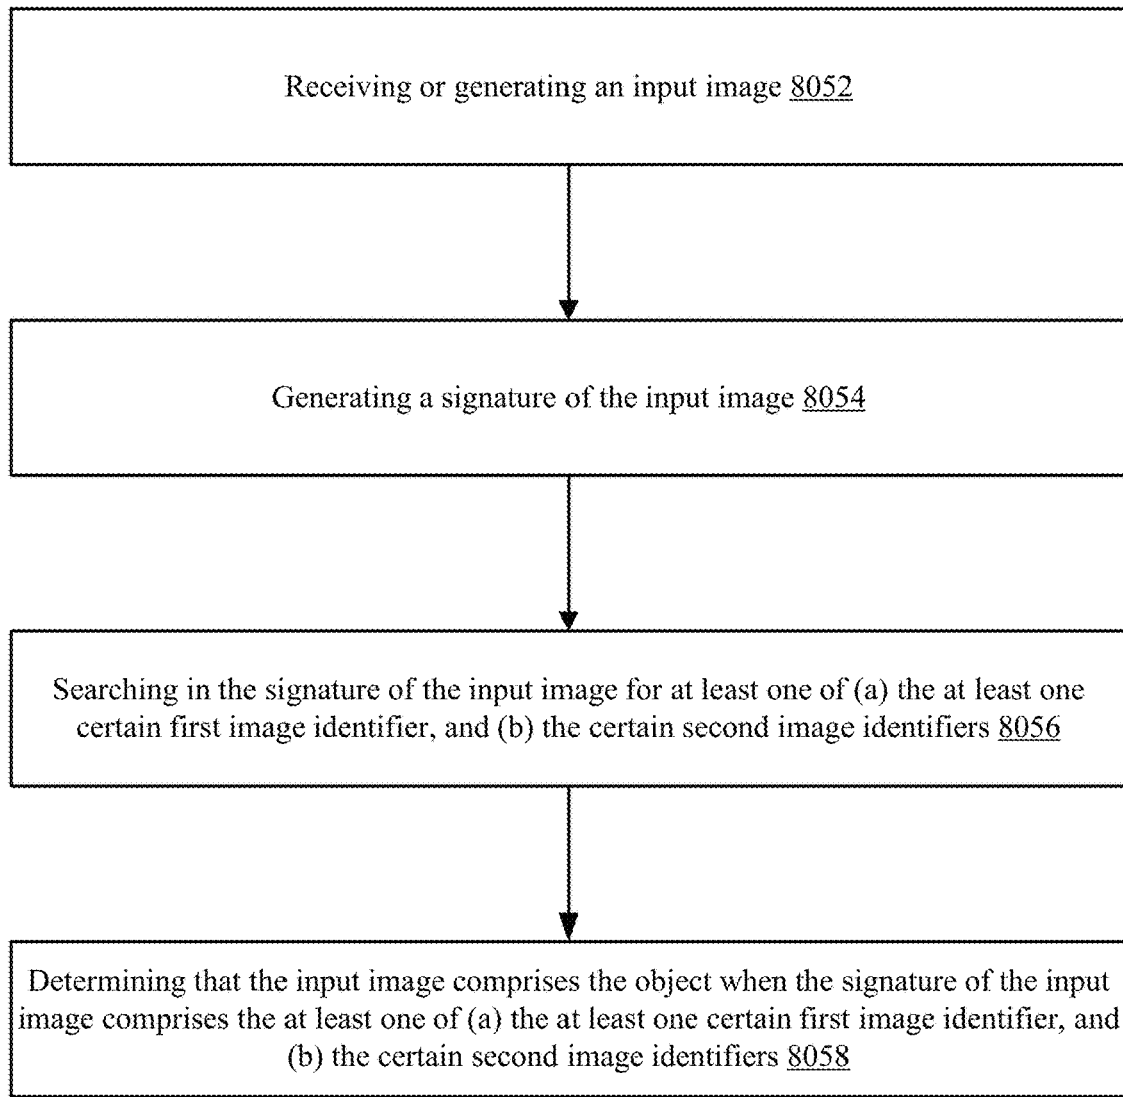 Receiving or generating an input image 8052
Generating a signature of the input image 8054
Searching in the signature of the input image for at least one of (a) the at least one
certain first image identifier, and (b) the certain second image identifiers 8056
Determining that the input image comprises the object when the signature of the input
image comprises the at least one of (a) the at least one certain first image identifier, and
(b) the certain second image identifiers 8058